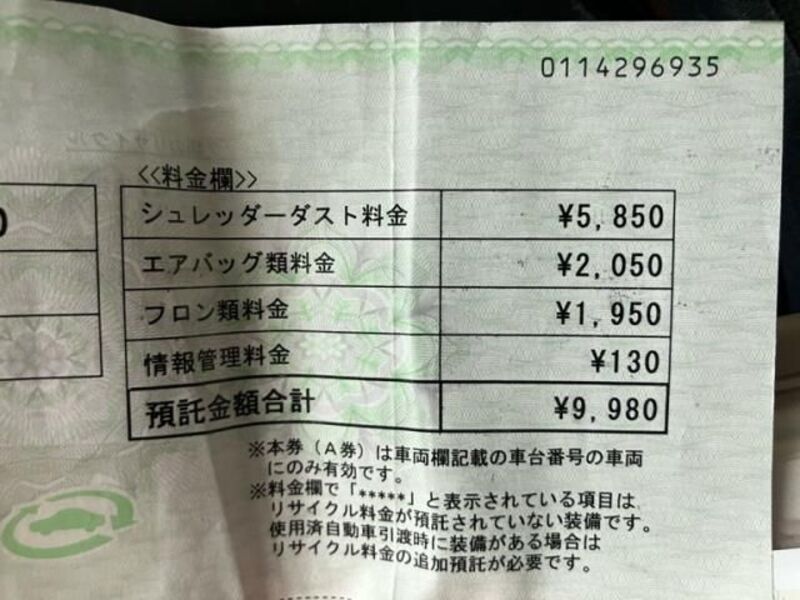 0114296935
<<料金欄>>
シュレッダーダスト料金 ¥5,850
エアバッグ類料金 ¥2,050
フロン類料金 ¥1,950
情報管理料金 ¥130
預託金額合計 ¥9,980
※本券（A券）は車両欄記載の車台番号の車両
にのみ有効です。
※料金欄で「*****」と表示されている項目は、
リサイクル料金が預託されていない装備です。
使用済自動車引渡時に装備がある場合は
リサイクル料金の追加預託が必要です。